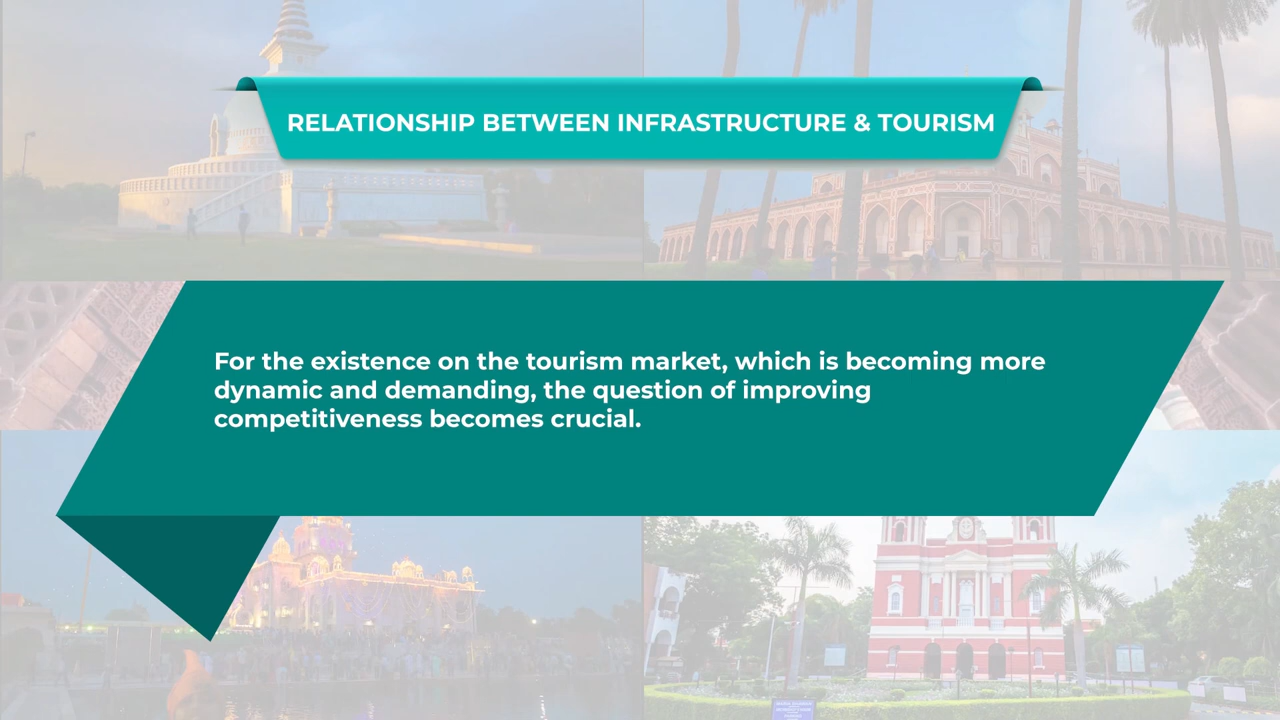 RELATIONSHIP BETWEEN INFRASTRUCTURE & TOURISM
For the existence on the tourism market, which is becoming more
dynamic and demanding, the question of improving
competitiveness becomes crucial.